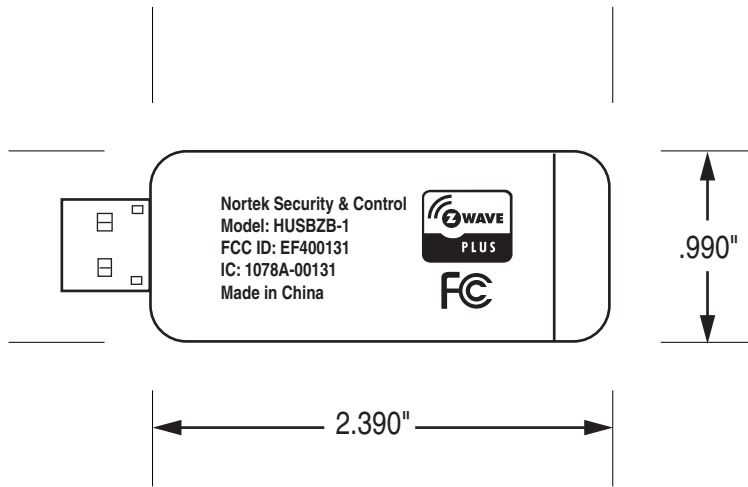 Nortek Security & Control
Model: HUSBZB-1
FCC ID: EF400131
IC: 1078A-00131
Made in China
Z WAVE
PLUS
FC
.990"
2.390"